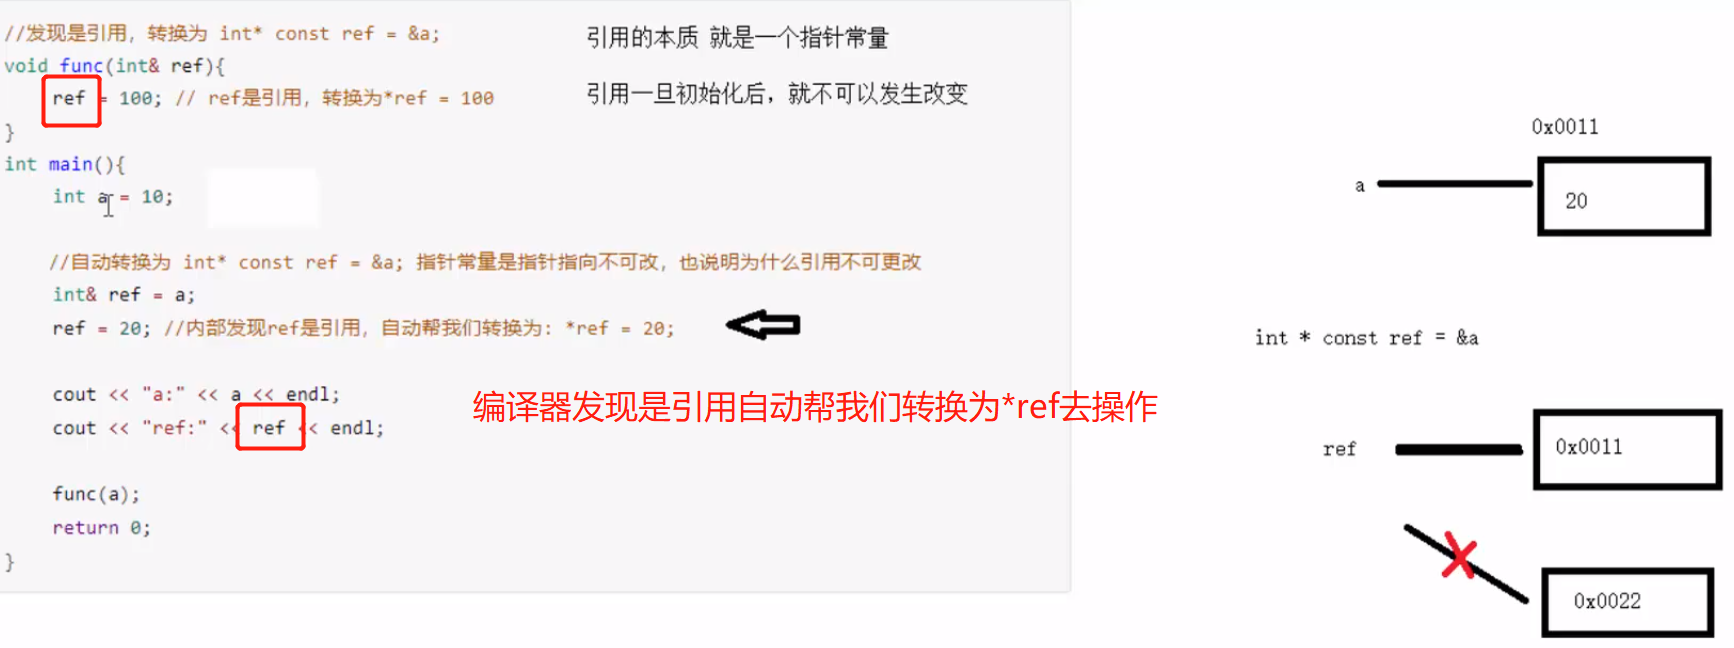 //发现是引用，转换为 int* const ref = &a;
void func(int& ref){
ref = 100; // ref是引用，转换为*ref = 100
}
int main(){
int a = 10;
//自动转换为 int* const ref = &a; 指针常量是指针指向不可改，也说明为什么引用不可更改
int& ref = a;
ref = 20; //内部发现ref是引用，自动帮我们转换为: *ref = 20;
cout << "a:" << a << endl;
cout << "ref:" << ref << endl;
func(a);
return 0;
}
引用的本质 就是一个指针常量
引用一旦初始化后，就不可以发生改变
编译器发现是引用自动帮我们转换为*ref去操作
0x0011
a
20
int * const ref = &a
ref
0x0011
0x0022